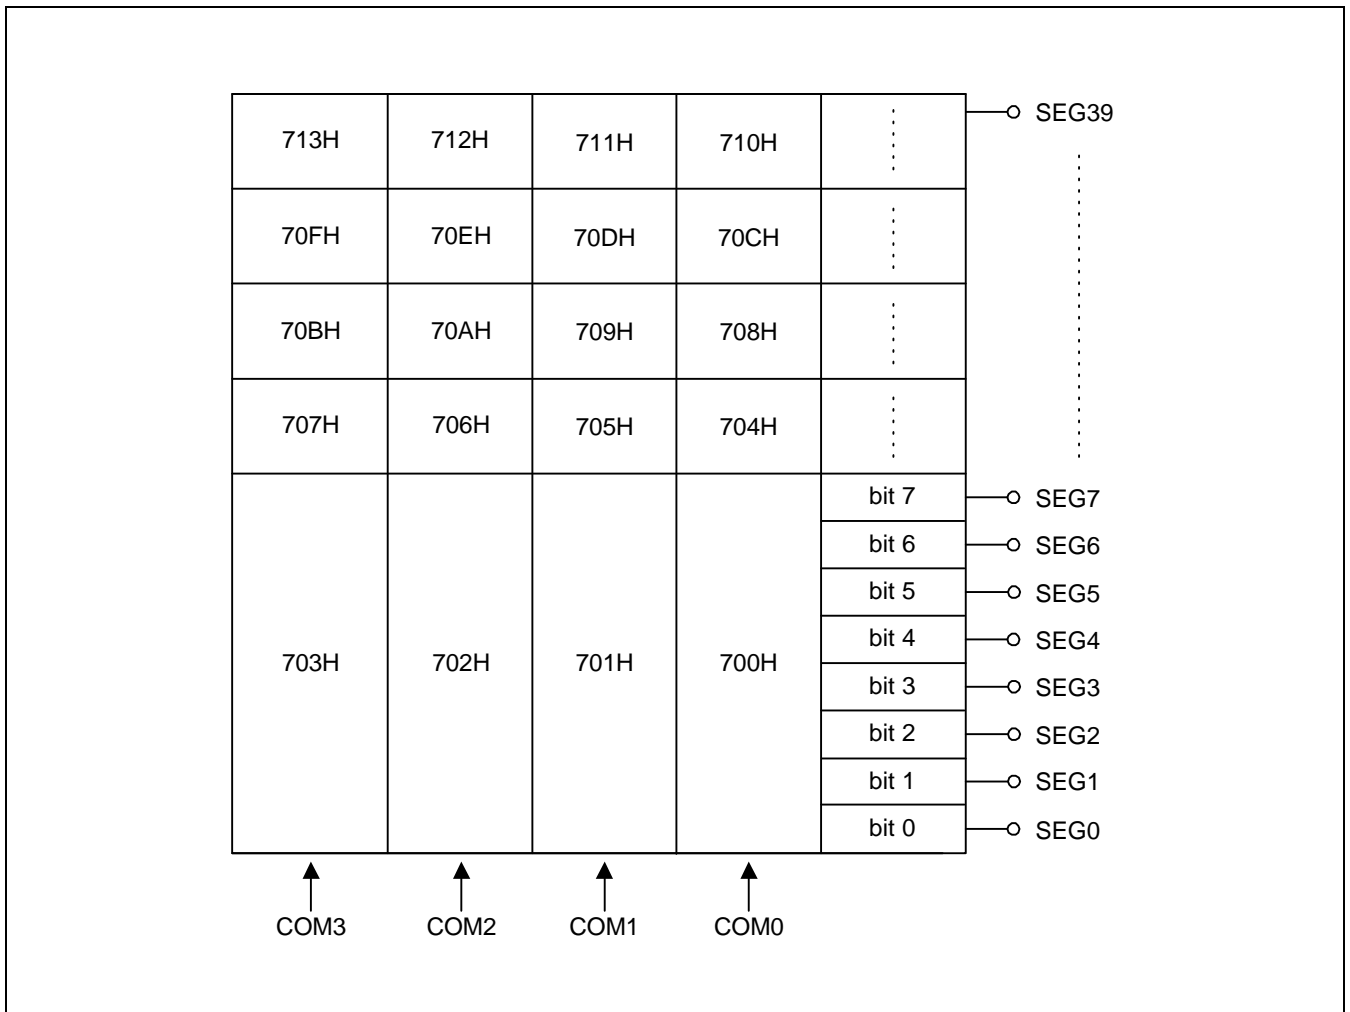 713H 712H 711H 710H SEG39
70FH 70EH 70DH 70CH
70BH 70AH 709H 708H
707H 706H 705H 704H
bit 7 SEG7
bit 6 SEG6
bit 5 SEG5
bit 4 SEG4
703H 702H 701H 700H
bit 3 SEG3
bit 2 SEG2
bit 1 SEG1
bit 0 SEG0
COM3 COM2 COM1 COM0